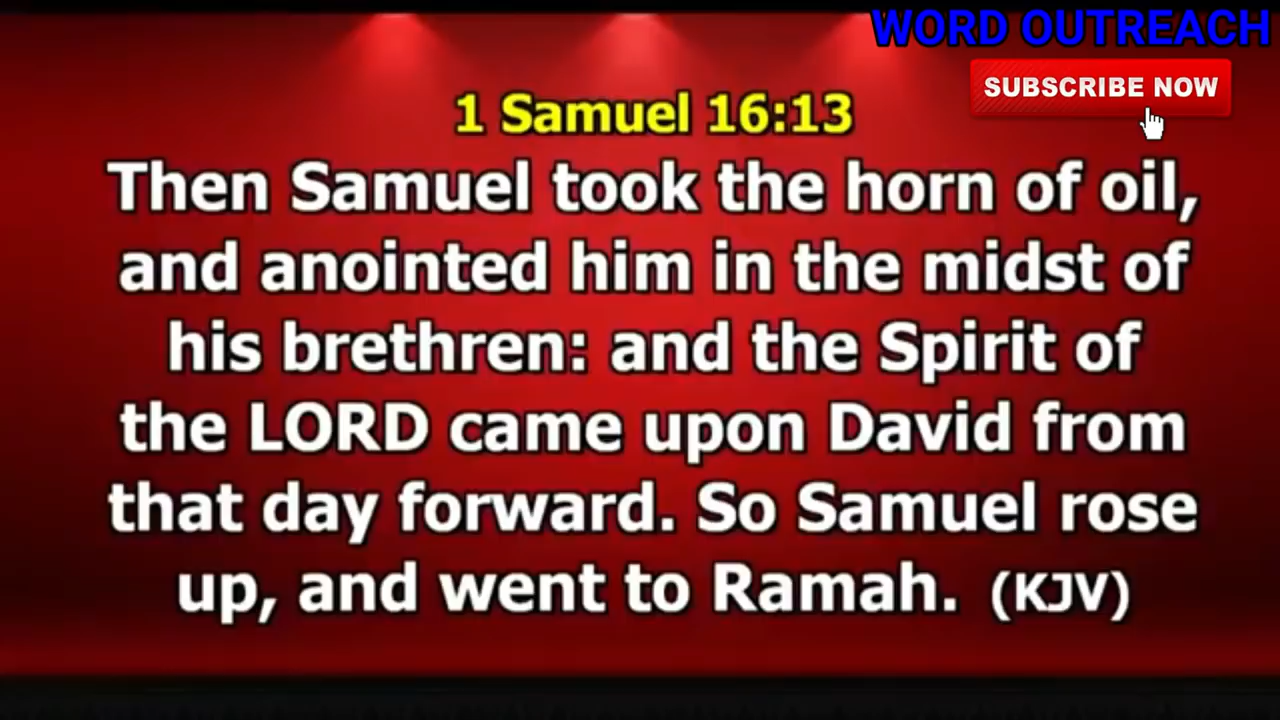 WORD OUTREACH
SUBSCRIBE NOW
1 Samuel 16:13
Then Samuel took the horn of oil,
and anointed him in the midst of
his brethren: and the Spirit of
the LORD came upon David from
that day forward. So Samuel rose
up, and went to Ramah. (KJV)